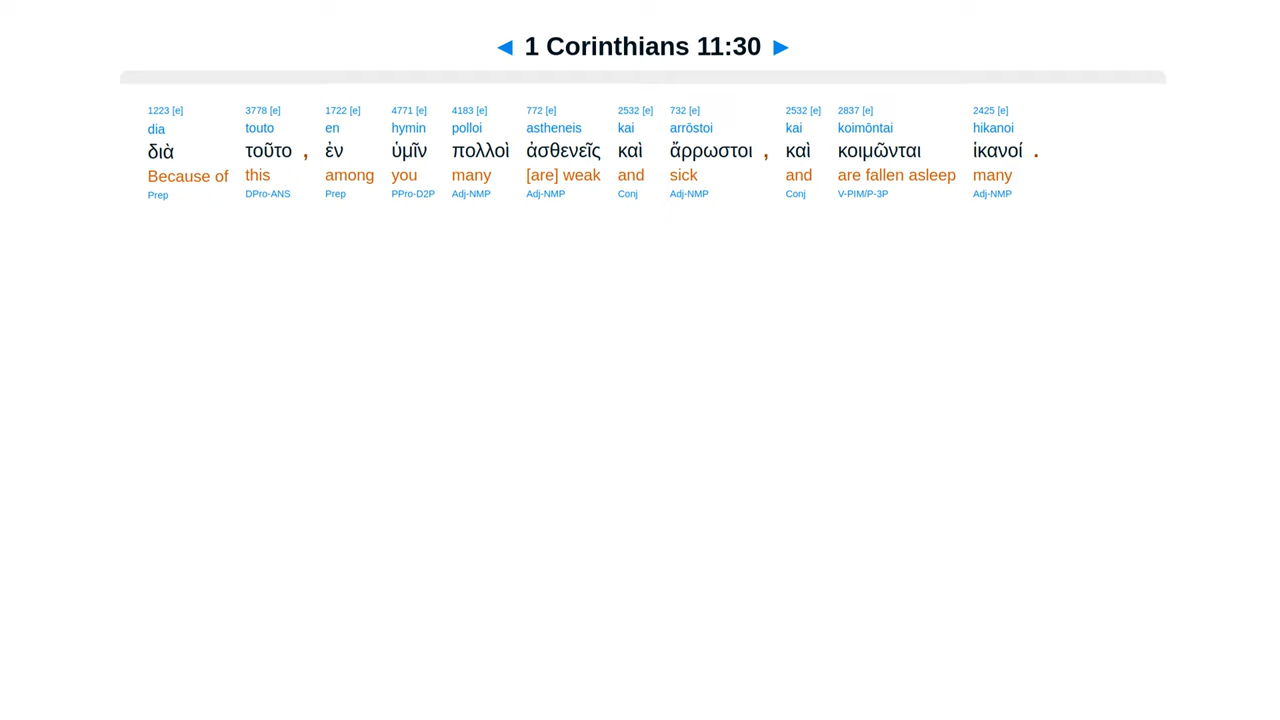 ◄ 1 Corinthians 11:30 ►
1223 [e] 3778 [e] 1722 [e] 4771 [e] 4183 [e] 772 [e] 2532 [e] 732 [e] 2532 [e] 2837 [e] 2425 [e]
dia touto en hymin polloi astheneis kai arrōstoi kai koimōntai hikanoi
διὰ τοῦτο , ἐν ὑμῖν πολλοὶ ἀσθενεῖς καὶ ἄρρωστοι , καὶ κοιμῶνται ἱκανοί .
Because of this among you many [are] weak and sick and are fallen asleep many
Prep DPro-ANS Prep PPro-D2P Adj-NMP Adj-NMP Conj Adj-NMP Conj V-PIM/P-3P Adj-NMP